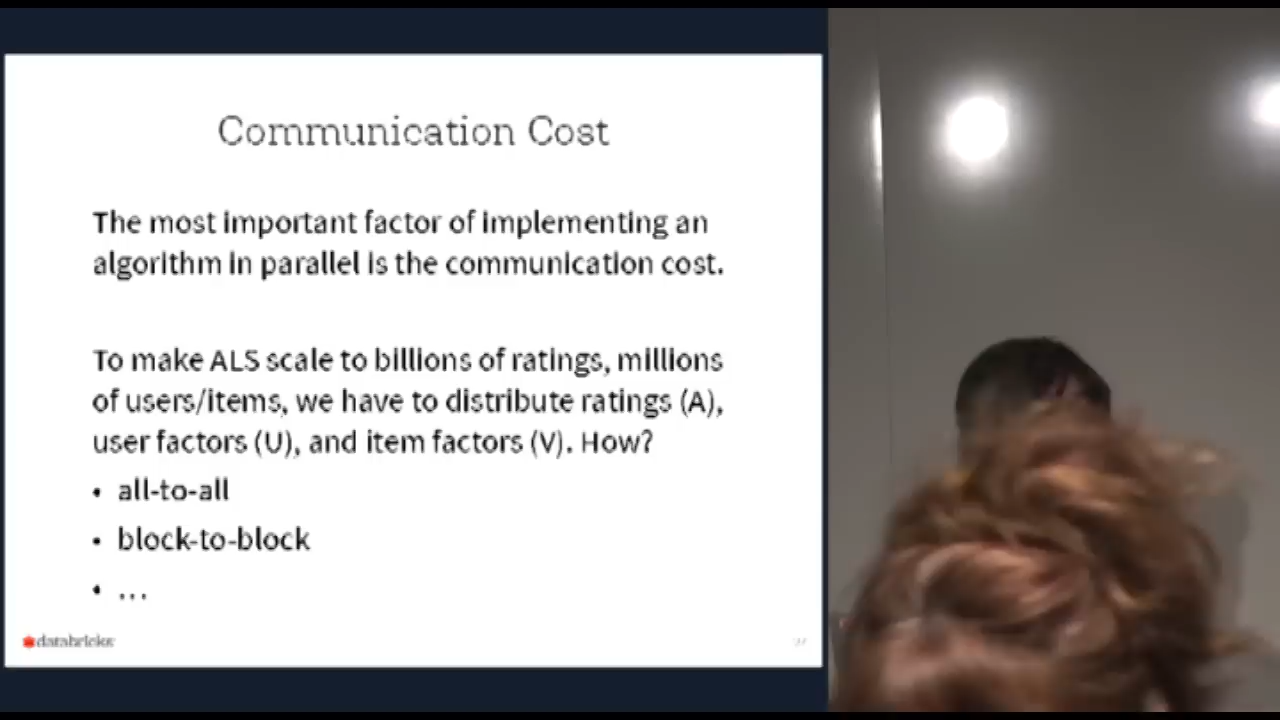 Communication Cost
The most important factor of implementing an
algorithm in parallel is the communication cost.
To make ALS scale to billions of ratings, millions
of users/items, we have to distribute ratings (A),
user factors (U), and item factors (V). How?
• all-to-all
• block-to-block
• ...
databricks